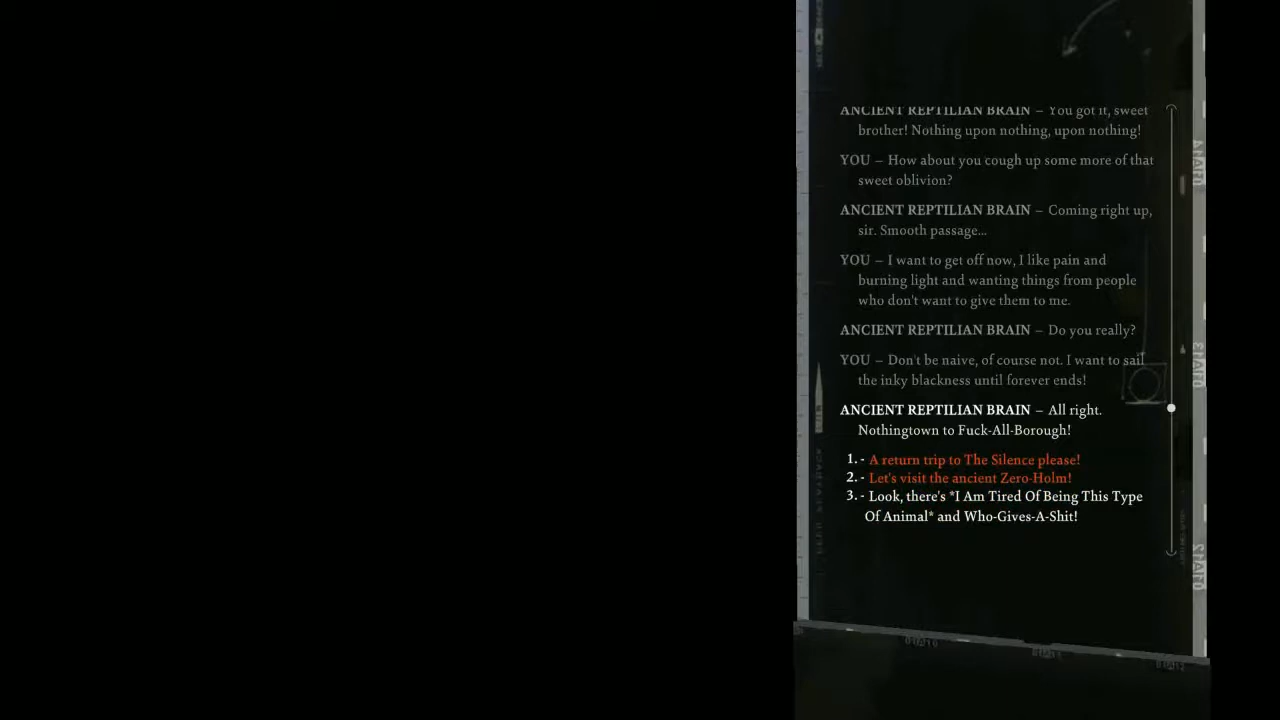 ANCIENT REPTILIAN BRAIN – You got it, sweet
brother! Nothing upon nothing, upon nothing!
YOU – How about you cough up some more of that
sweet oblivion?
ANCIENT REPTILIAN BRAIN – Coming right up,
sir. Smooth passage...
YOU – I want to get off now, I like pain and
burning light and wanting things from people
who don't want to give them to me.
ANCIENT REPTILIAN BRAIN – Do you really?
YOU – Don't be naive, of course not. I want to sail
the inky blackness until forever ends!
ANCIENT REPTILIAN BRAIN – All right.
Nothingtown to Fuck-All-Borough!
1. - A return trip to The Silence please!
2. - Let's visit the ancient Zero-Holm!
3. - Look, there's *I Am Tired Of Being This Type
Of Animal* and Who-Gives-A-Shit!